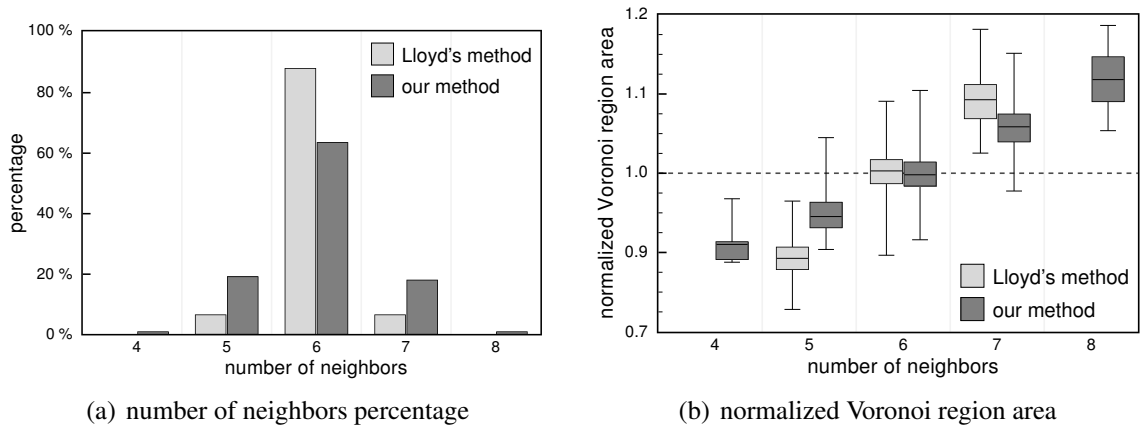 100 %
80 %
60 %
40 %
20 %
0 %
percentage
Lloyd's method
our method
4 5 6 7 8
number of neighbors
(a) number of neighbors percentage
1.2
1.1
1.0
0.9
0.7
normalized Voronoi region area
Lloyd's method
our method
4 5 6 7 8
number of neighbors
(b) normalized Voronoi region area